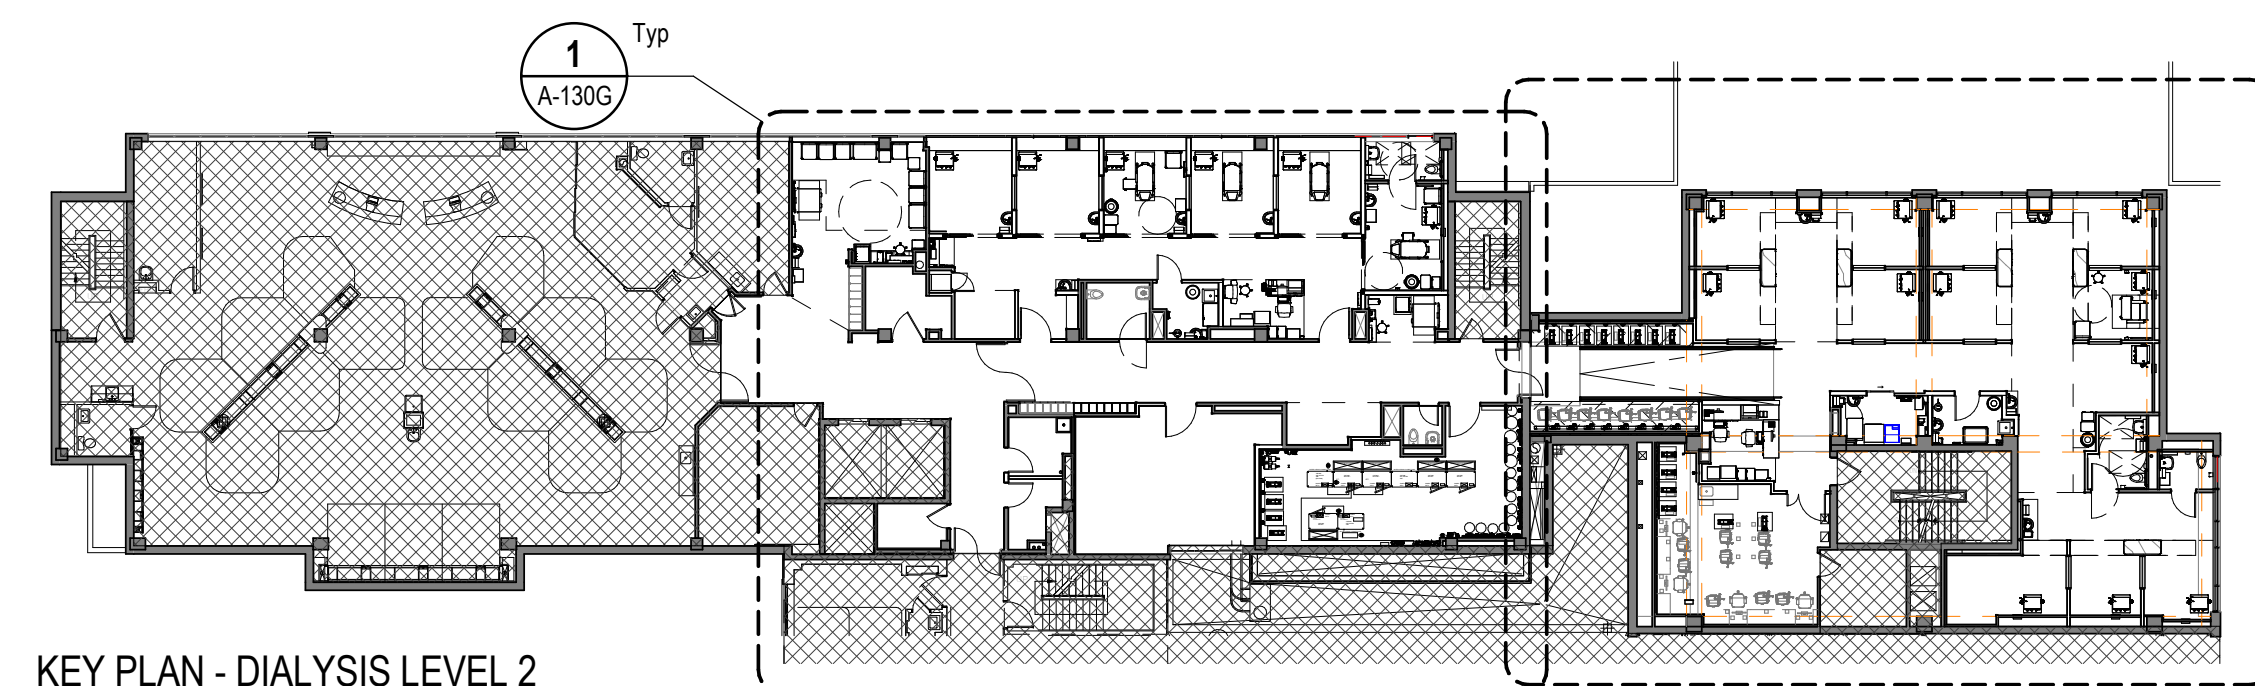 Typ
1
A-130G
KEY PLAN - DIALYSIS LEVEL 2